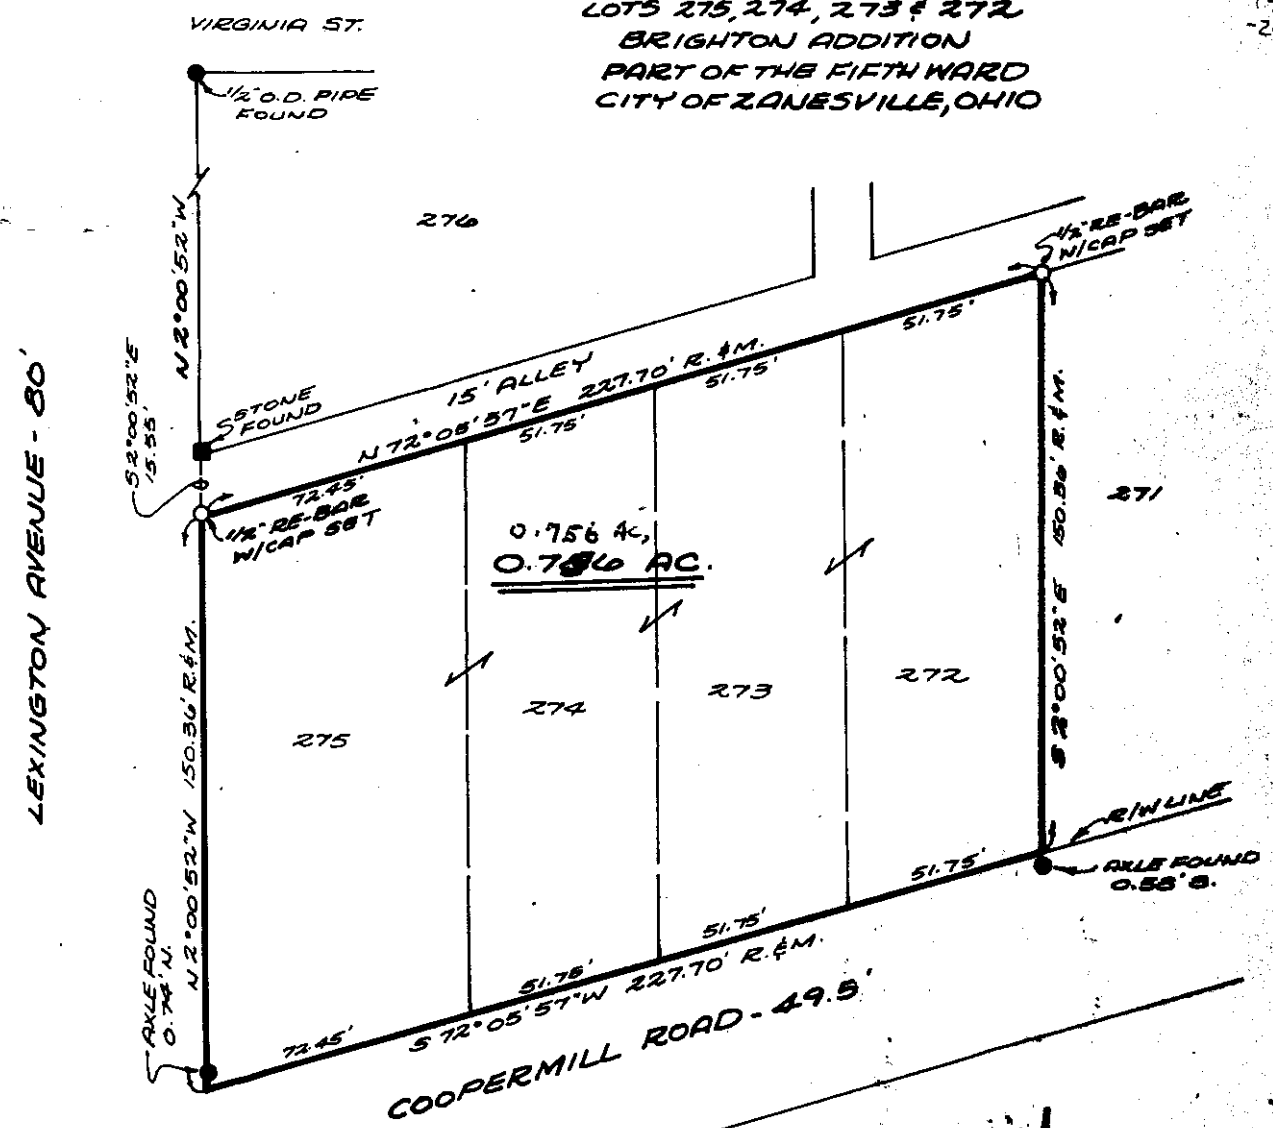 LOTS 275, 274, 273 & 272
BRIGHTON ADDITION
PART OF THE FIFTH WARD
CITY OF ZANESVILLE, OHIO
VIRGINIA ST.
1/2" O.D. PIPE
FOUND
N 2°00'52" W
276
1/2" RE-BAR
W/CAP SET
LEXINGTON AVENUE - 80'
S 2°00'52" E
15.55'
STONE
FOUND
15' ALLEY
N 72°05'57" E 227.70' R. & M.
72.45'
51.75'
51.75'
51.75'
1/2" RE-BAR
W/CAP SET
0.756 AC.
0.756 AC.
S 2°00'52" E 150.36' R. & M.
271
275
274
273
272
N 2°00'52" W 150.36' R. & M.
R/W LINE
AXLE FOUND
0.58' S.
AXLE FOUND
0.74' N.
72.45'
51.75'
51.75'
51.75'
S 72°05'57" W 227.70' R. & M.
COOPERMILL ROAD - 49.5'